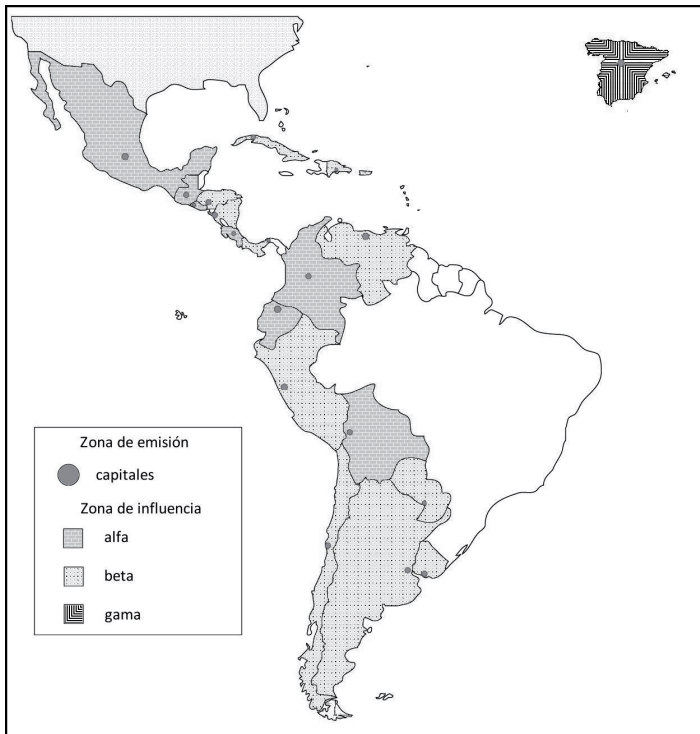 Zona de emisión
capitales
Zona de influencia
alfa
beta
gama